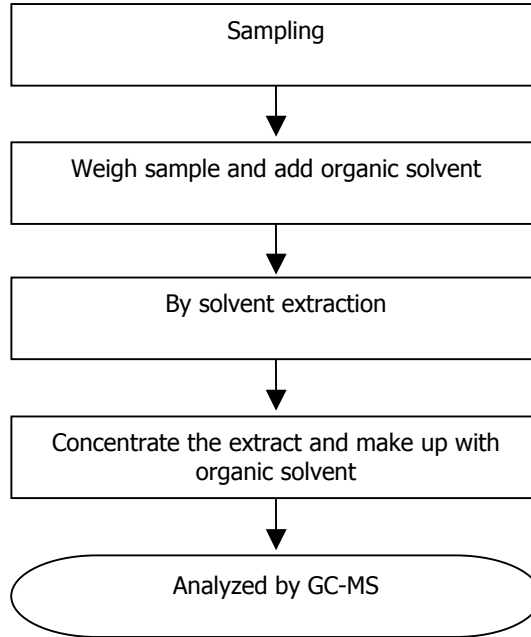 Sampling
Weigh sample and add organic solvent
By solvent extraction
Concentrate the extract and make up with
organic solvent
Analyzed by GC-MS